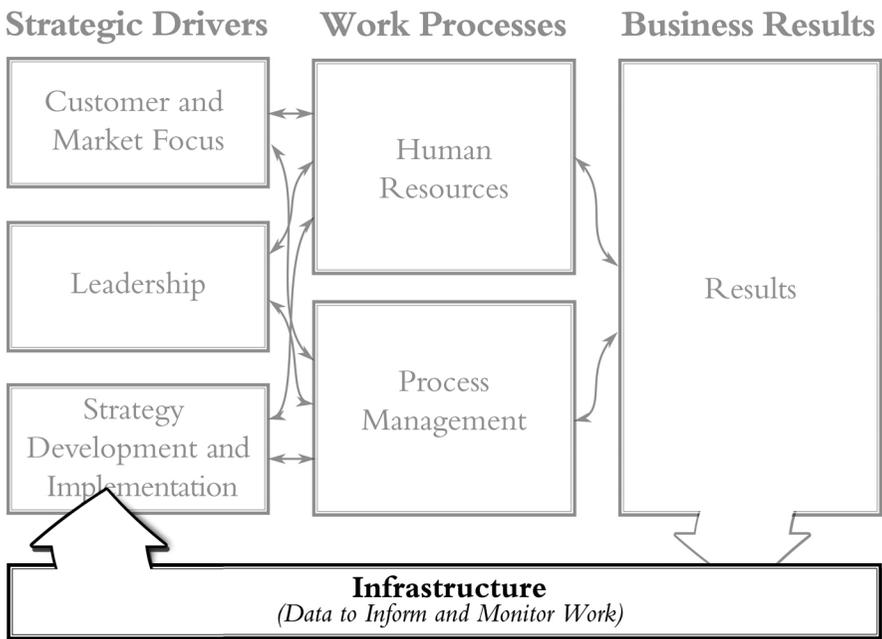 Strategic Drivers
Work Processes
Business Results
Customer and
Market Focus
Leadership
Strategy
Development and
Implementation
Human
Resources
Process
Management
Results
Infrastructure
(Data to Inform and Monitor Work)